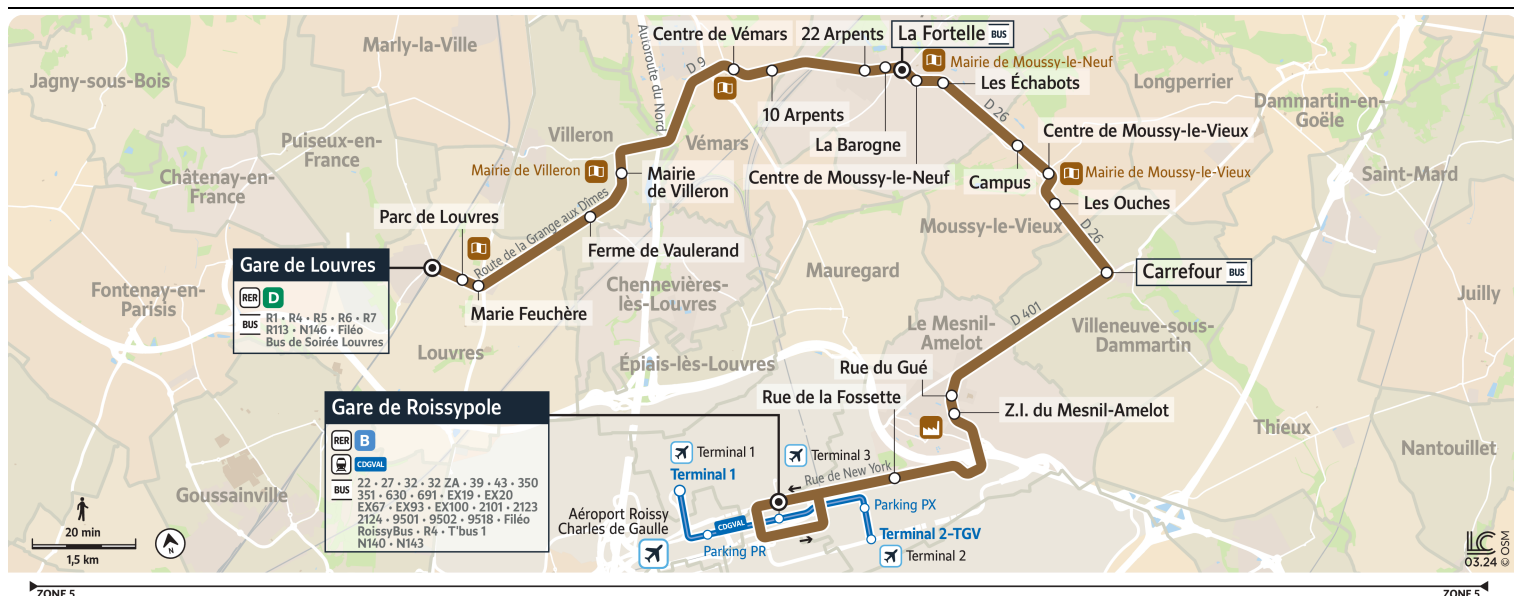 Jagny-sous-Bois
Marly-la-Ville
Autoroute du Nord
D 9
Centre de Vémars
22 Arpents
La Fortelle BUS
Mairie de Moussy-le-Neuf
Les Échabots
Longperrier
Dammartin-en-
Goële
10 Arpents
D 26
Puiseux-en-
France
Villeron
Vémars
La Barogne
Centre de Moussy-le-Vieux
Châtenay-en-
France
Mairie de Villeron
Mairie
de Villeron
Centre de Moussy-le-Neuf
Campus
Mairie de Moussy-le-Vieux
Saint-Mard
Parc de Louvres
Route de la Grange aux Dîmes
Les Ouches
Moussy-le-Vieux
D 26
Ferme de Vaulerand
Gare de Louvres
RER D
BUS
R1 • R4 • R5 • R6 • R7
R113 • N146 • Filéo
Bus de Soirée Louvres
Mauregard
Carrefour BUS
Fontenay-en-
Parisis
Chennevières-
lès-Louvres
Juilly
Marie Feuchère
D 401
Le Mesnil-
Amelot
Villeneuve-sous-
Dammartin
Louvres
Épiais-lès-Louvres
Rue du Gué
Rue de la Fossette
Z.I. du Mesnil-Amelot
Gare de Roissypole
RER B
CDGVAL
BUS
22 • 27 • 32 • 32 ZA • 39 • 43 • 350
351 • 630 • 691 • EX19 • EX20
EX67 • EX93 • EX100 • 2101 • 2123
2124 • 9501 • 9502 • 9518 • Filéo
RoissyBus • R4 • T'bus 1
N140 • N143
Thieux
Nantouillet
Goussainville
Terminal 1
Terminal 1
Terminal 3
Rue de New York
Aéroport Roissy
Charles de Gaulle
CDGVAL
Parking PR
Parking PX
Terminal 2–TGV
Terminal 2
20 min
1,5 km
N
LC
03.24
© OSM
ZONE 5
ZONE 5